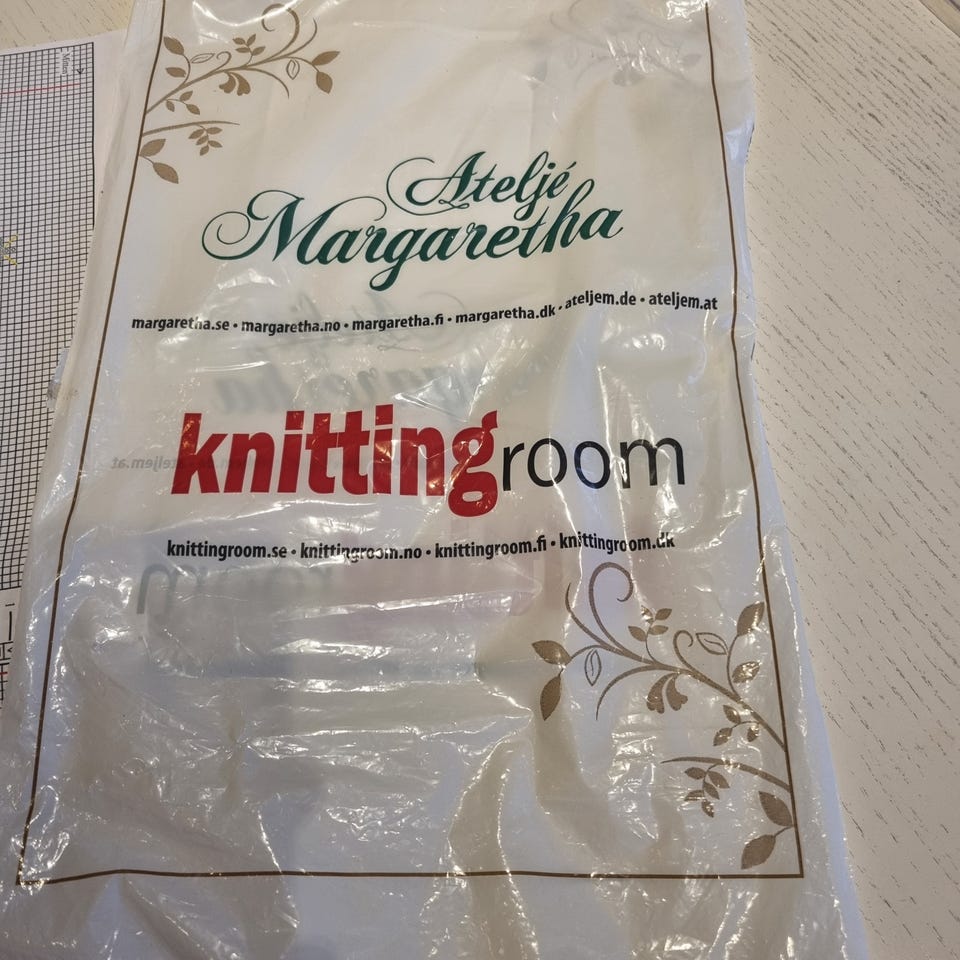 Ateljé
Margaretha
margaretha.se • margaretha.no • margaretha.fi • margaretha.dk • ateljem.de • ateljem.at
knittingroom
knittingroom.se • knittingroom.no • knittingroom.fi • knittingroom.dk